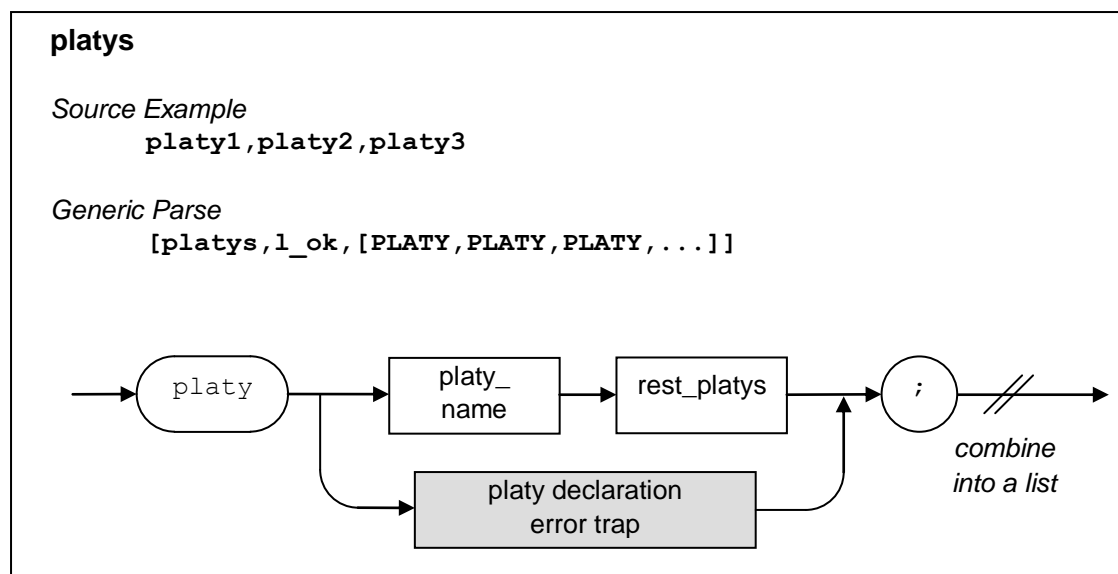 platys
Source Example
platy1,platy2,platy3
Generic Parse
[platys,l_ok,[PLATY,PLATY,PLATY,...]]
platy
platy_
name
rest_platys
;
combine
into a list
platy declaration
error trap